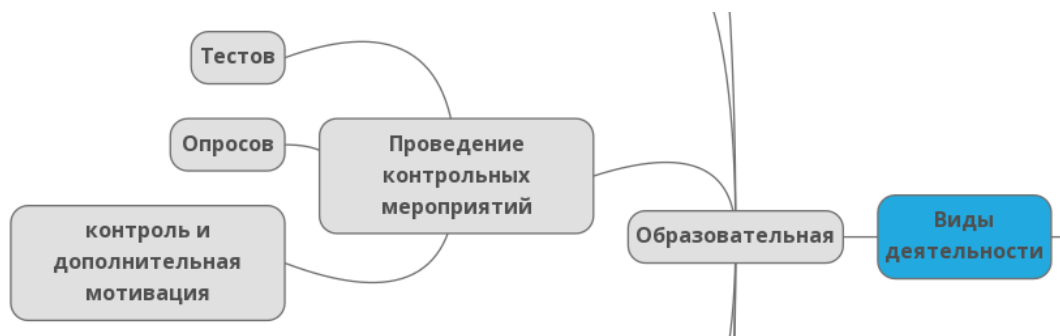 Тестов
Опросов
Проведение
контрольных
мероприятий
контроль и
дополнительная
мотивация
Образовательная
Виды
деятельности